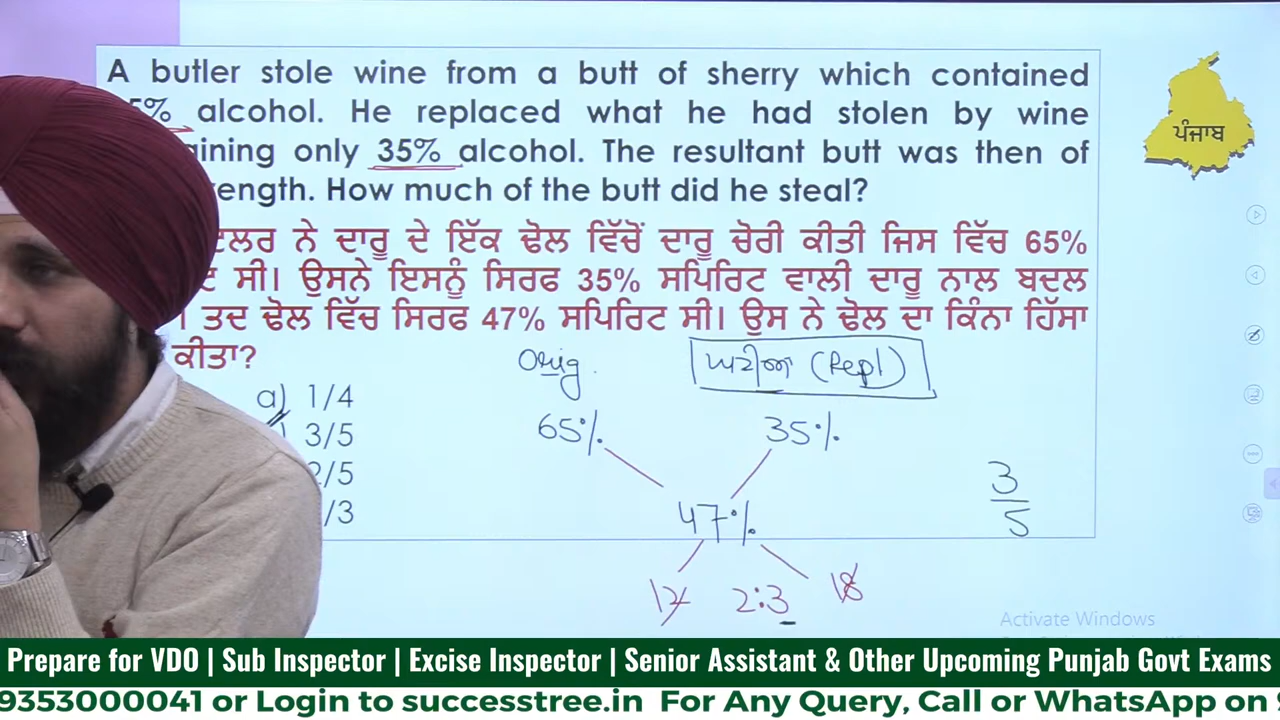 A butler stole wine from a butt of sherry which contained
5% alcohol. He replaced what he had stolen by wine
aining only 35% alcohol. The resultant butt was then of
rength. How much of the butt did he steal?
ਟਲਰ ਨੇ ਦਾਰੂ ਦੇ ਇੱਕ ਢੋਲ ਵਿੱਚੋਂ ਦਾਰੂ ਚੋਰੀ ਕੀਤੀ ਜਿਸ ਵਿੱਚ 65%
ਸੀ। ਉਸਨੇ ਇਸਨੂੰ ਸਿਰਫ 35% ਸਪਿਰਿਟ ਵਾਲੀ ਦਾਰੂ ਨਾਲ ਬਦਲ
। ਤਦ ਢੋਲ ਵਿੱਚ ਸਿਰਫ 47% ਸਪਿਰਿਟ ਸੀ। ਉਸ ਨੇ ਢੋਲ ਦਾ ਕਿੰਨਾ ਹਿੱਸਾ
ਕੀਤਾ?
Orig. (Repl)
a) 1/4
65% 35%
3/5
2/5
/3
47%
3/5
12 2:3 18
ਪੰਜਾਬ
Activate Windows
Prepare for VDO | Sub Inspector | Excise Inspector | Senior Assistant & Other Upcoming Punjab Govt Exams
9353000041 or Login to successtree.in For Any Query, Call or WhatsApp on